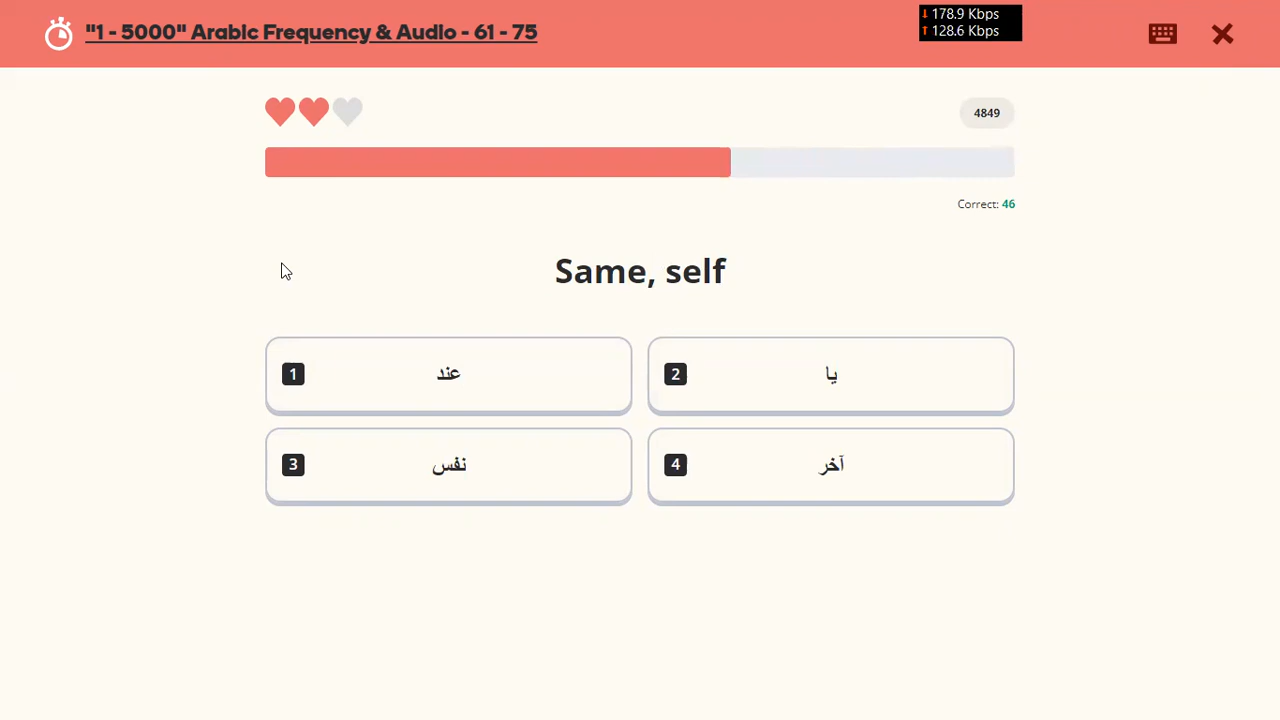 "1 - 5000" Arabic Frequency & Audio - 61 - 75
↓ 178.9 Kbps
↑ 128.6 Kbps
4849
Correct: 46
Same, self
1 عند
2 يا
3 نفس
4 آخر